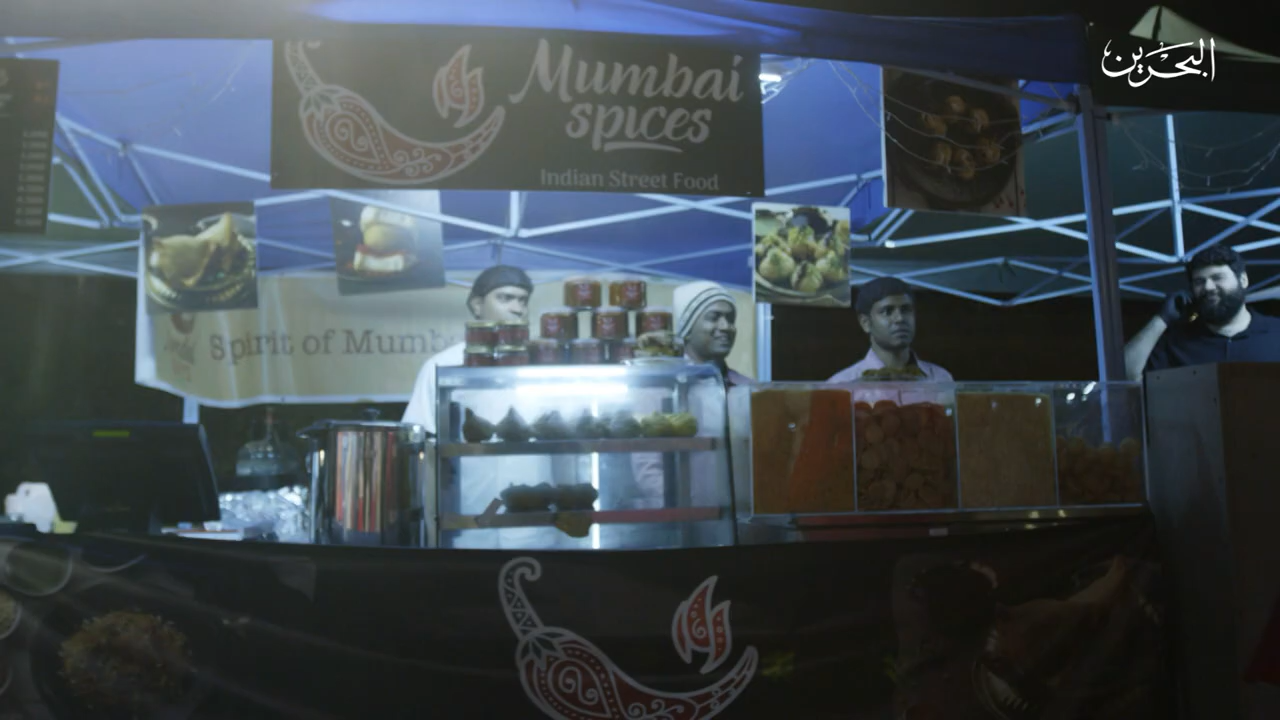 البحرين
Mumbai
spices
Indian Street Food
Spirit of Mumb